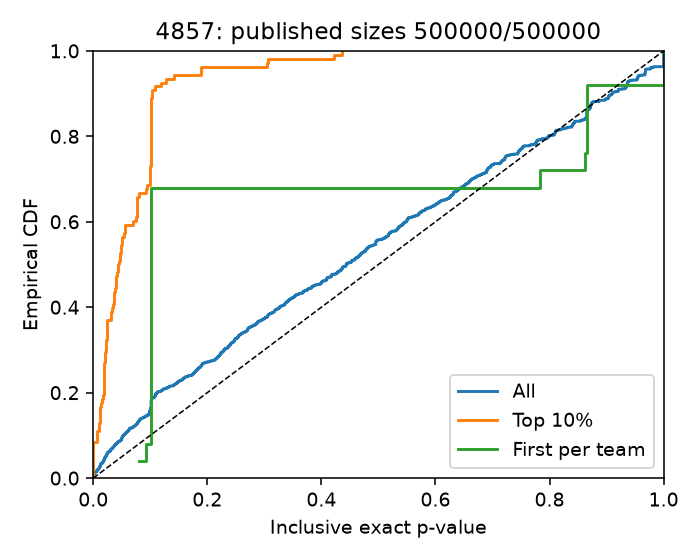 4857: published sizes 500000/500000
Empirical CDF
1.0
0.8
0.6
0.4
0.2
0.0
0.0 0.2 0.4 0.6 0.8 1.0
Inclusive exact p-value
All
Top 10%
First per team